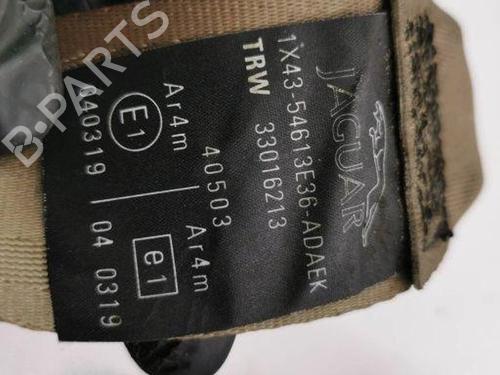 JAGUAR
1X43-54613E36-ADAEK
TRW 33016213
40503
Ar4m Ar4m
E1 e1
040319 04 0319
B-PARTS